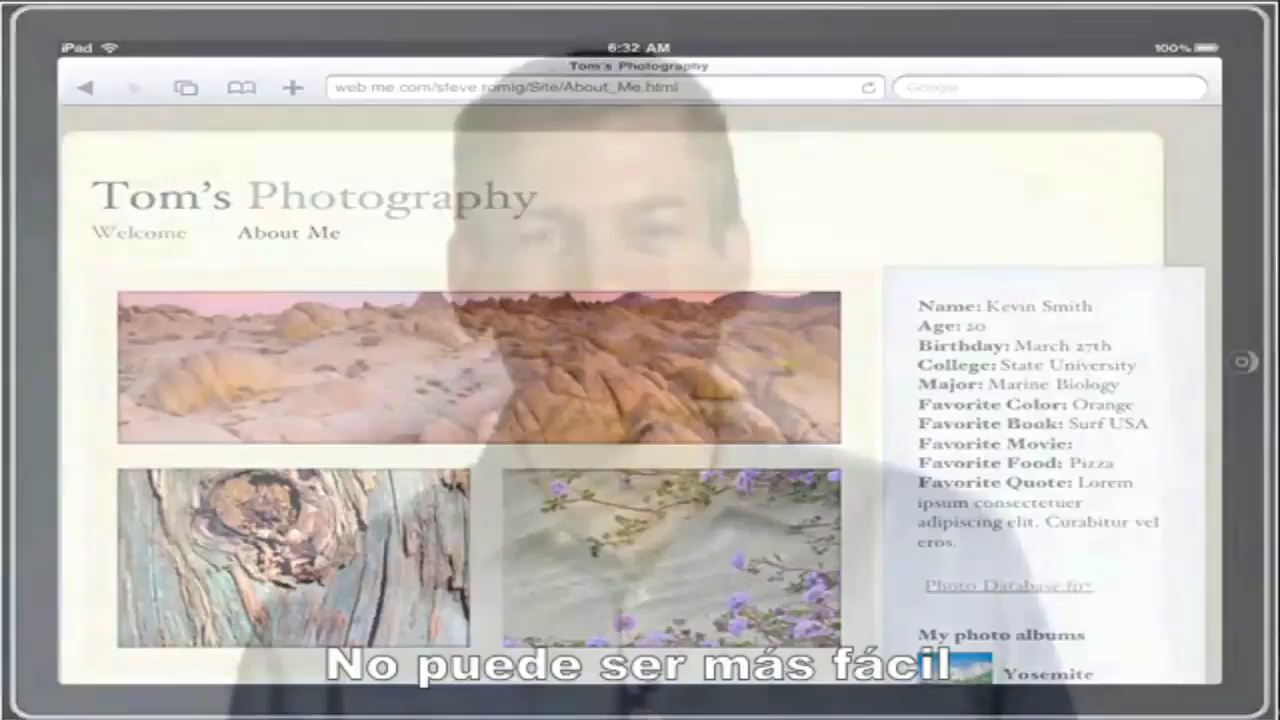 iPad
6:32 AM
100%
Tom's Photography
web.me.com/steve.romig/Site/About_Me.html
Google
Tom's Photography
Welcome About Me
Name: Kevin Smith
Age: 20
Birthday: March 27th
College: State University
Major: Marine Biology
Favorite Color: Orange
Favorite Book: Surf USA
Favorite Movie:
Favorite Food: Pizza
Favorite Quote: Lorem
ipsum consectetuer
adipiscing elit. Curabitur vel
eros.
Photo Database.fp7
My photo albums
Yosemite
No puede ser más fácil